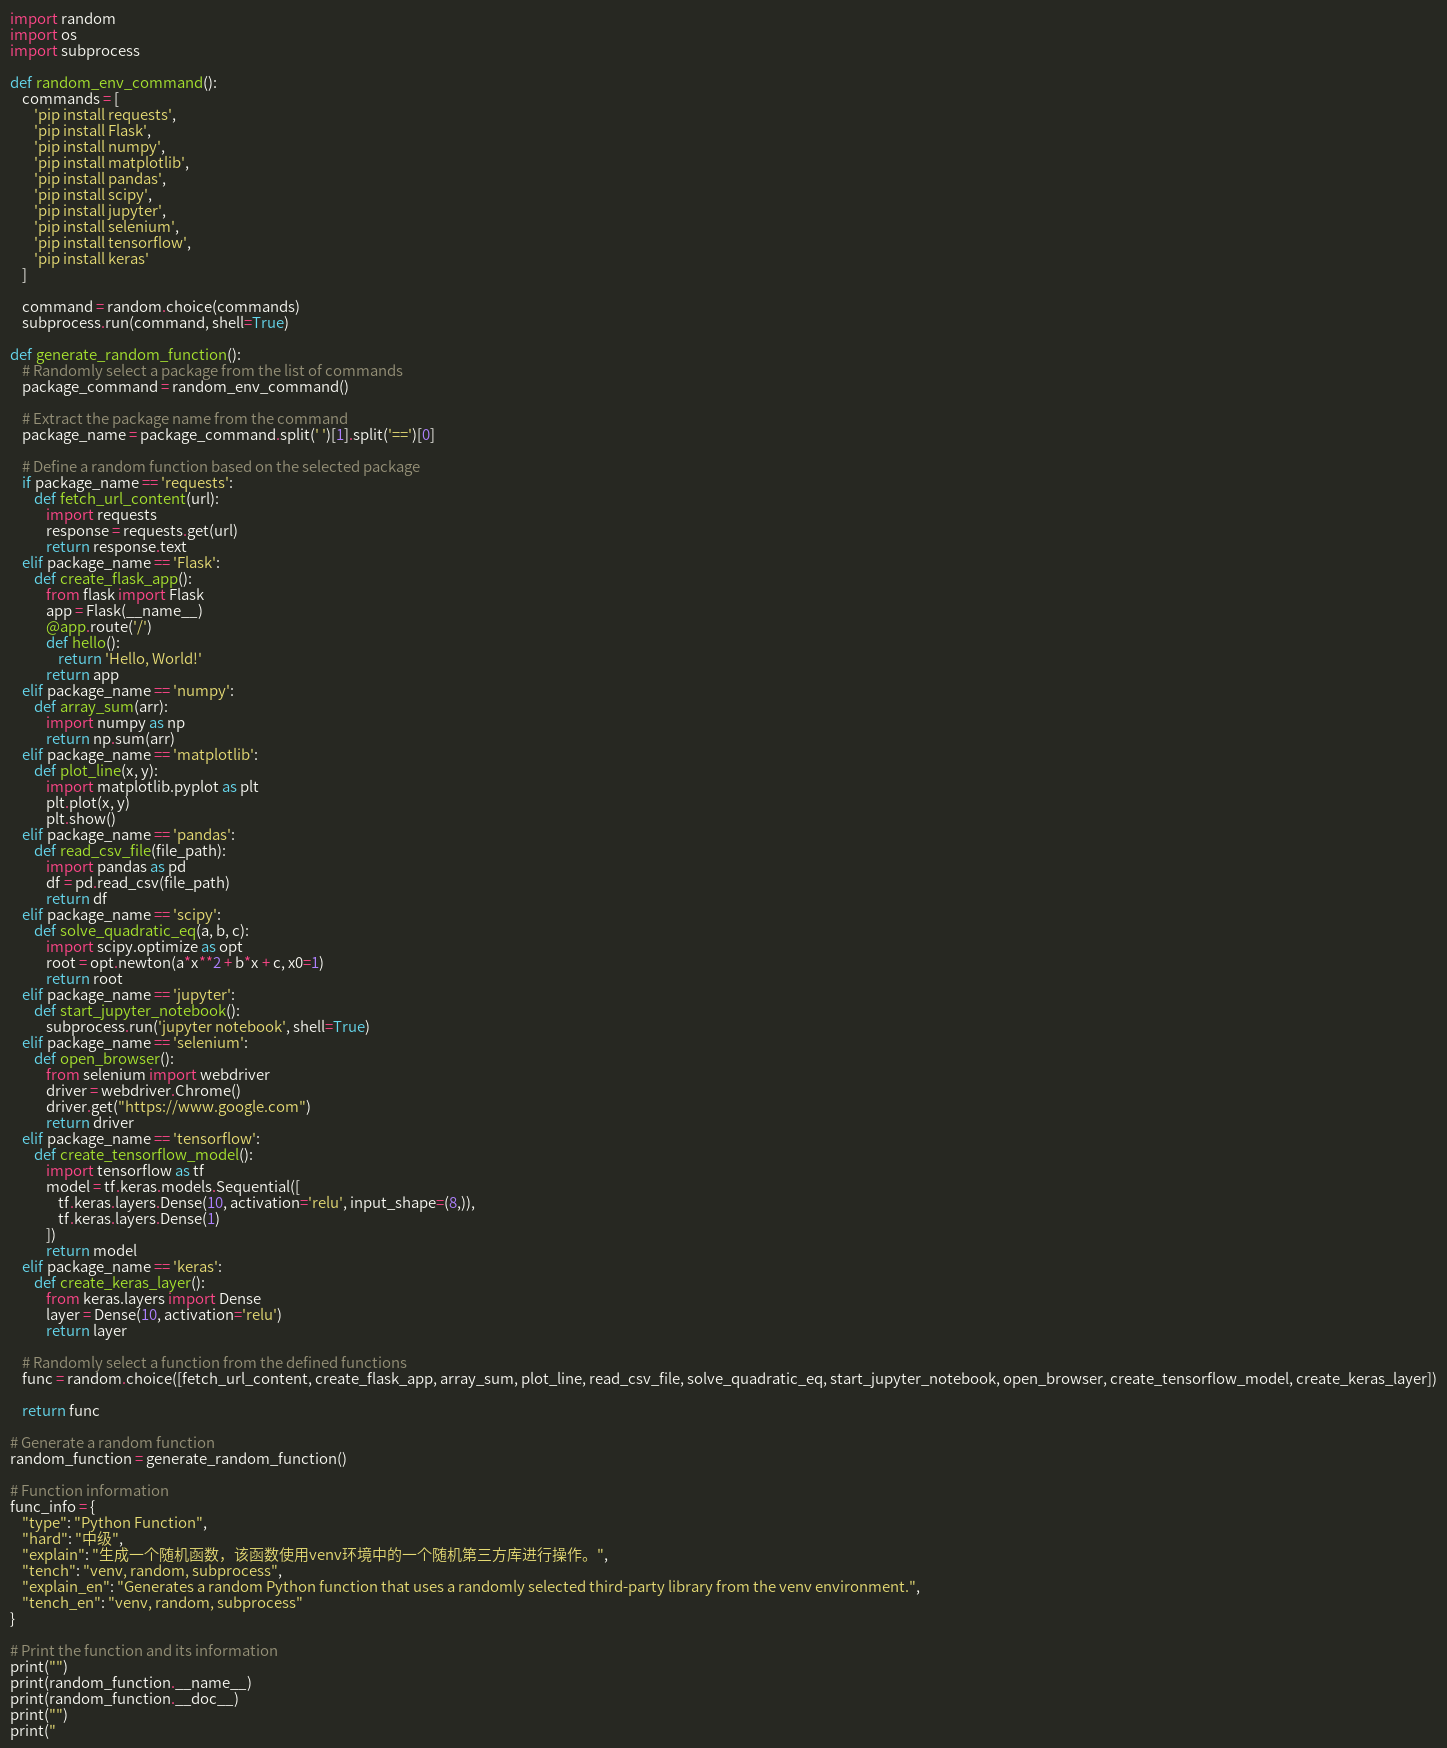 import random
import os
import subprocess

def random_env_command():
    commands = [
        'pip install requests',
        'pip install Flask',
        'pip install numpy',
        'pip install matplotlib',
        'pip install pandas',
        'pip install scipy',
        'pip install jupyter',
        'pip install selenium',
        'pip install tensorflow',
        'pip install keras'
    ]

    command = random.choice(commands)
    subprocess.run(command, shell=True)

def generate_random_function():
    # Randomly select a package from the list of commands
    package_command = random_env_command()

    # Extract the package name from the command
    package_name = package_command.split(' ')[1].split('==')[0]

    # Define a random function based on the selected package
    if package_name == 'requests':
        def fetch_url_content(url):
            import requests
            response = requests.get(url)
            return response.text
    elif package_name == 'Flask':
        def create_flask_app():
            from flask import Flask
            app = Flask(__name__)
            @app.route('/')
            def hello():
                return 'Hello, World!'
            return app
    elif package_name == 'numpy':
        def array_sum(arr):
            import numpy as np
            return np.sum(arr)
    elif package_name == 'matplotlib':
        def plot_line(x, y):
            import matplotlib.pyplot as plt
            plt.plot(x, y)
            plt.show()
    elif package_name == 'pandas':
        def read_csv_file(file_path):
            import pandas as pd
            df = pd.read_csv(file_path)
            return df
    elif package_name == 'scipy':
        def solve_quadratic_eq(a, b, c):
            import scipy.optimize as opt
            root = opt.newton(a*x**2 + b*x + c, x0=1)
            return root
    elif package_name == 'jupyter':
        def start_jupyter_notebook():
            subprocess.run('jupyter notebook', shell=True)
    elif package_name == 'selenium':
        def open_browser():
            from selenium import webdriver
            driver = webdriver.Chrome()
            driver.get("https://www.google.com")
            return driver
    elif package_name == 'tensorflow':
        def create_tensorflow_model():
            import tensorflow as tf
            model = tf.keras.models.Sequential([
                tf.keras.layers.Dense(10, activation='relu', input_shape=(8,)),
                tf.keras.layers.Dense(1)
            ])
            return model
    elif package_name == 'keras':
        def create_keras_layer():
            from keras.layers import Dense
            layer = Dense(10, activation='relu')
            return layer

    # Randomly select a function from the defined functions
    func = random.choice([fetch_url_content, create_flask_app, array_sum, plot_line, read_csv_file, solve_quadratic_eq, start_jupyter_notebook, open_browser, create_tensorflow_model, create_keras_layer])

    return func

# Generate a random function
random_function = generate_random_function()

# Function information
func_info = {
    "type": "Python Function",
    "hard": "中级",
    "explain": "生成一个随机函数，该函数使用venv环境中的一个随机第三方库进行操作。",
    "tench": "venv, random, subprocess",
    "explain_en": "Generates a random Python function that uses a randomly selected third-party library from the venv environment.",
    "tench_en": "venv, random, subprocess"
}

# Print the function and its information
print("")
print(random_function.__name__)
print(random_function.__doc__)
print("")
print("